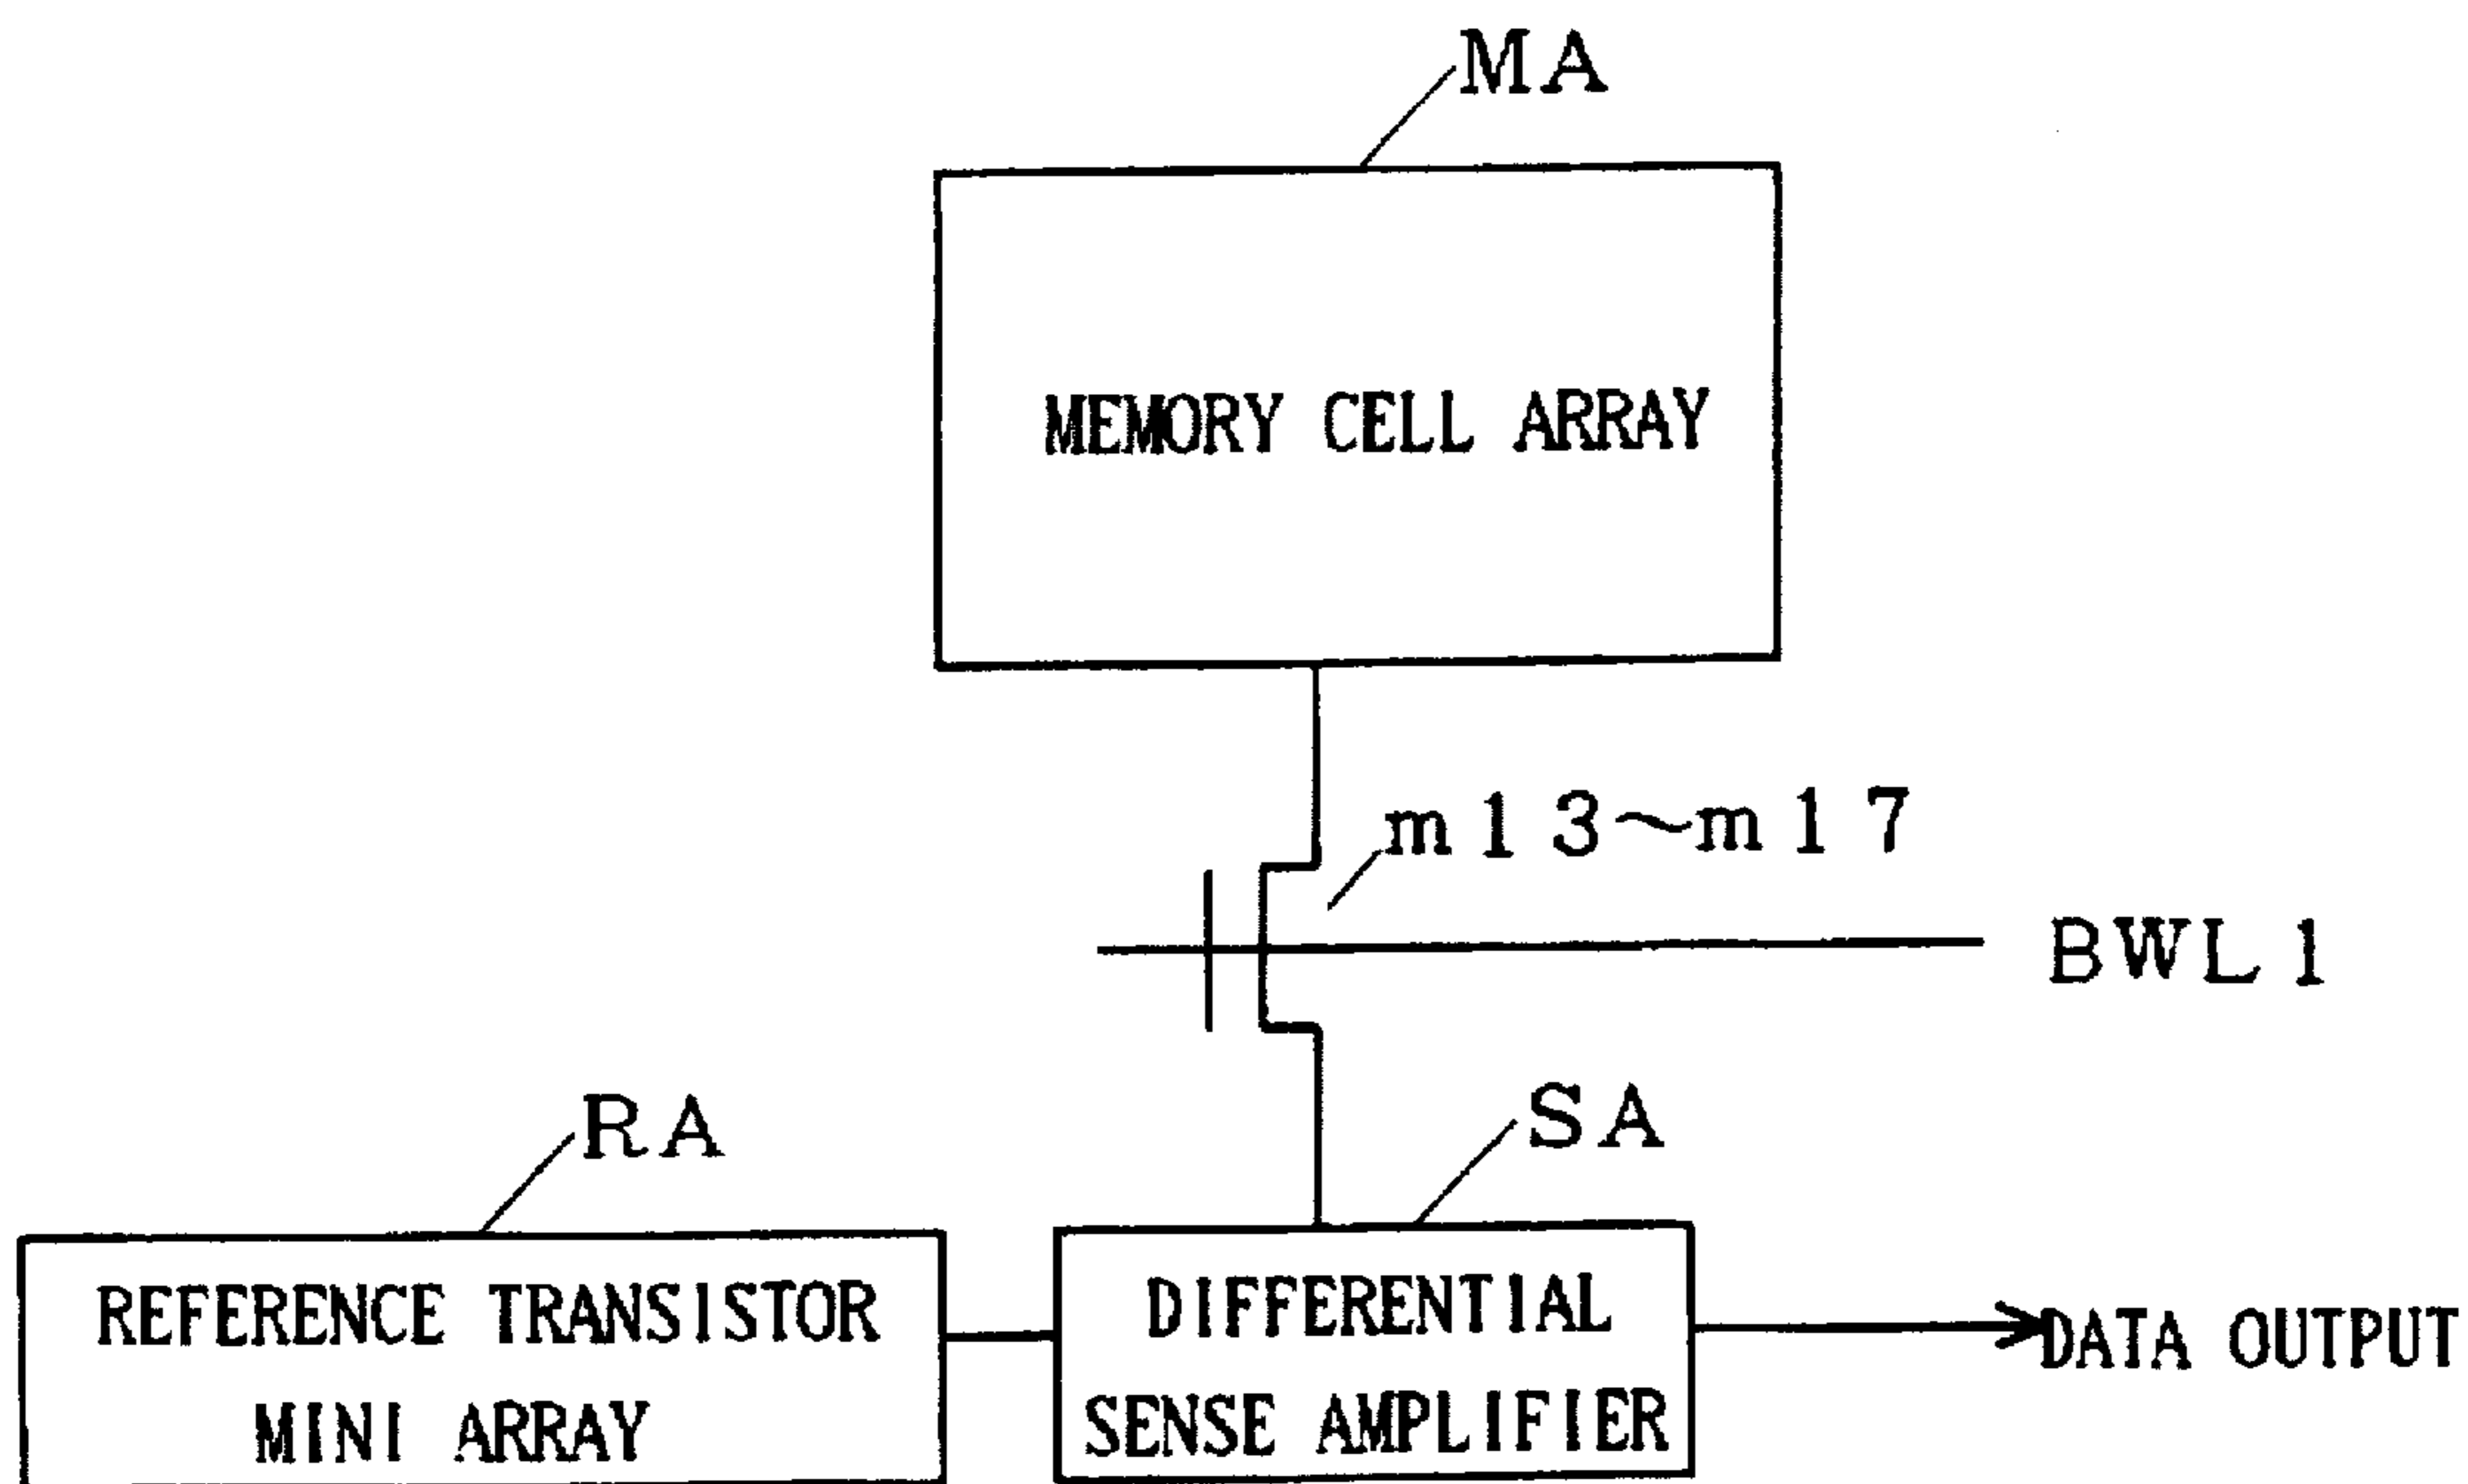 MA
MEMORY CELL ARRAY
m13~m17
BWL1
RA
SA
REFERENCE TRANSISTOR
MINI ARRAY
DIFFERENTIAL
SENSE AMPLIFIER
DATA OUTPUT